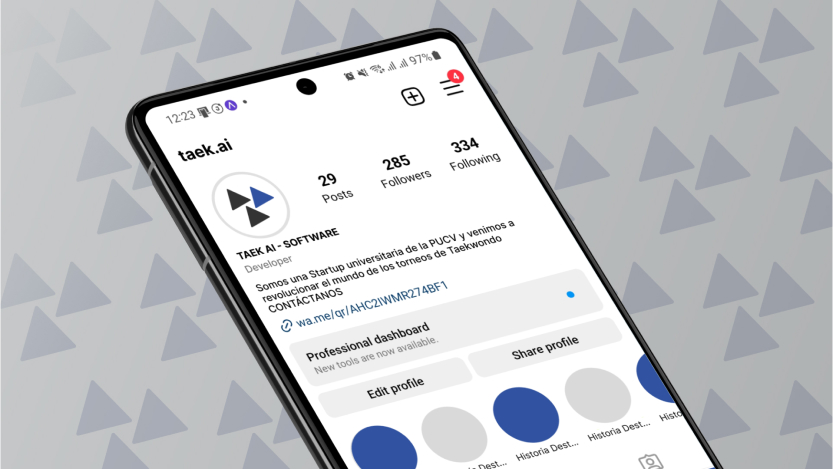 12:23
3
97%
4
taek.ai
29
Posts
285
Followers
334
Following
TAEK AI - SOFTWARE
Developer
Somos una Startup universitaria de la PUCV y venimos a
revolucionar el mundo de los torneos de Taekwondo
CONTÁCTANOS
wa.me/qr/AHC2IWMR274BF1
Professional dashboard
New tools are now available.
Edit profile
Share profile
Dest...
Historia Dest...
Historia Dest...
Histo